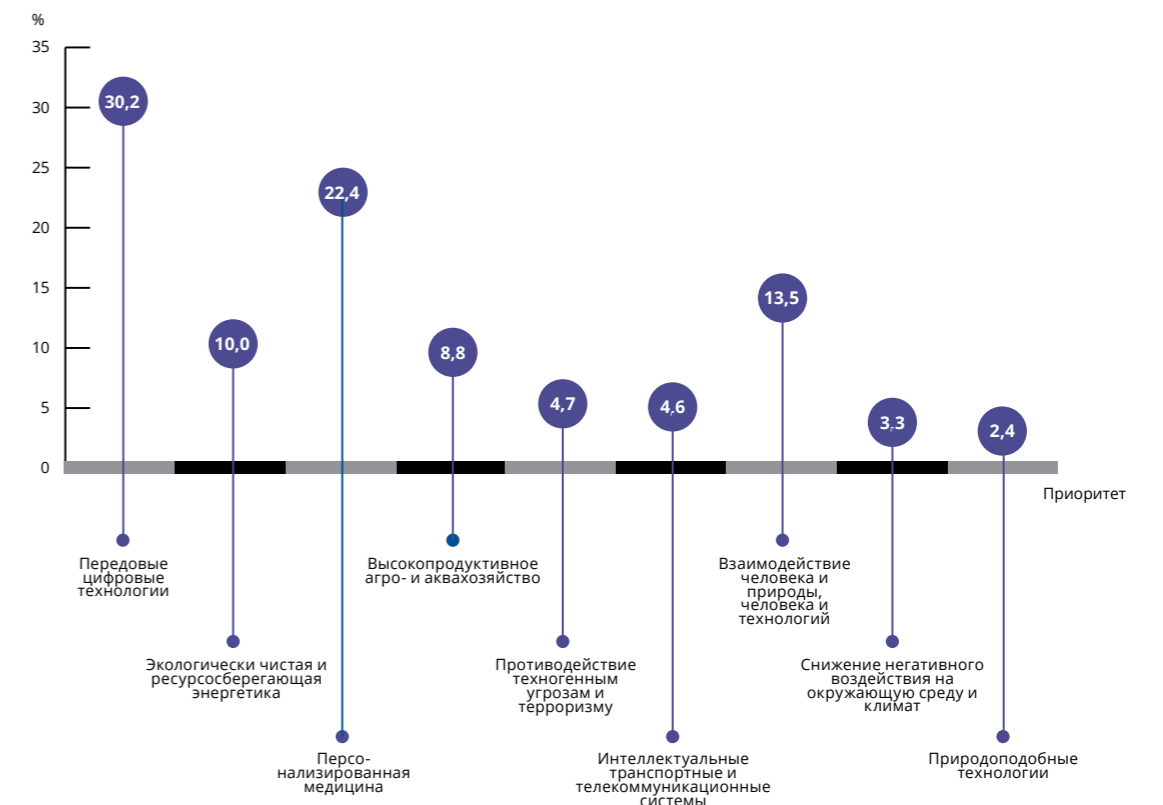 %
35
30
25
20
15
10
5
0
30,2
10,0
22,4
8,8
4,7
4,6
13,5
3,3
2,4
Приоритет
Передовые
цифровые
технологии
Экологически чистая и
ресурсосберегающая
энергетика
Персо-
нализированная
медицина
Высокопродуктивное
агро- и аквахозяйство
Противодействие
техногенным
угрозам и
терроризму
Интеллектуальные
транспортные и
телекоммуникационные
системы
Взаимодействие
человека и
природы,
человека и
технологий
Снижение негативного
воздействия на
окружающую среду и
климат
Природоподобные
технологии